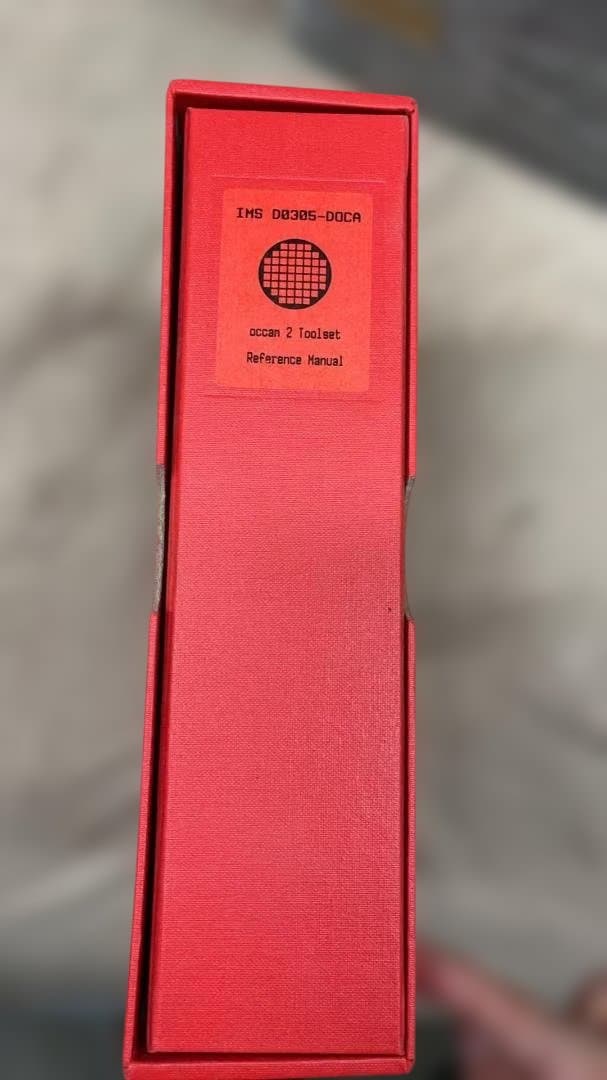 IMS D0305-DOCA
occam 2 Toolset
Reference Manual